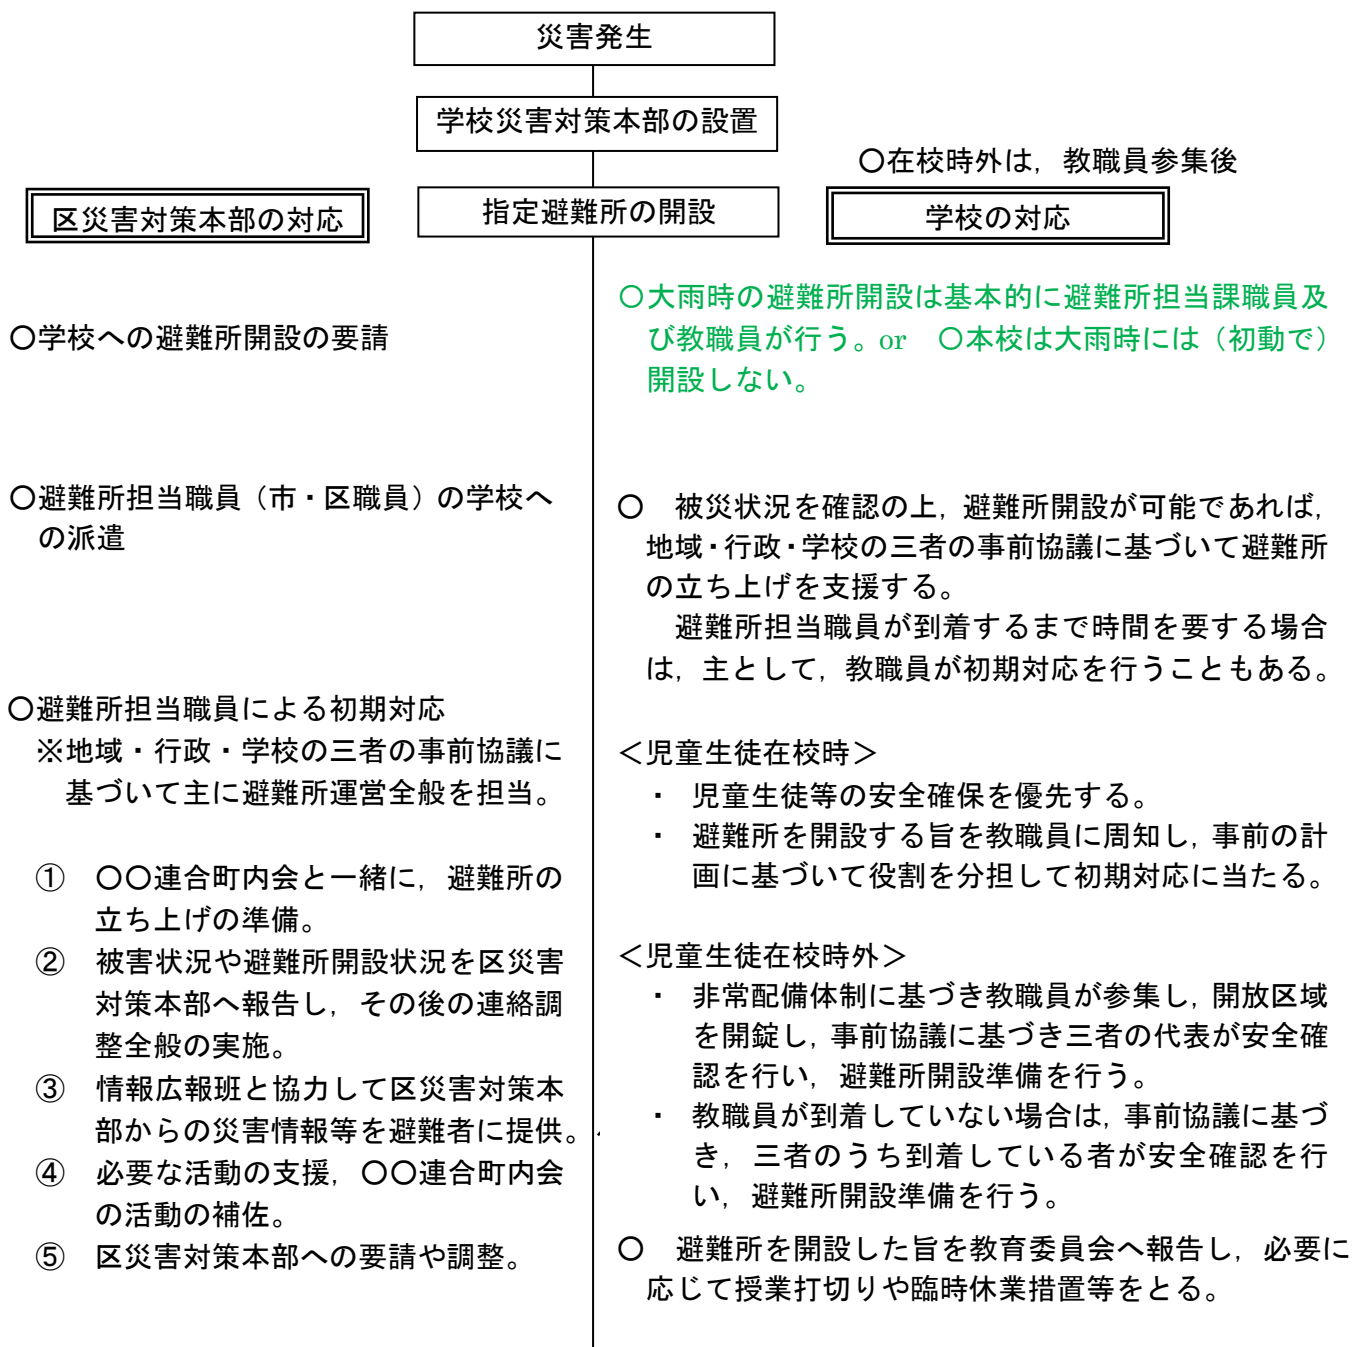 災害発生
学校災害対策本部の設置
〇在校時外は，教職員参集後
区災害対策本部の対応
指定避難所の開設
学校の対応
〇学校への避難所開設の要請
〇避難所担当職員（市・区職員）の学校へ
の派遣
〇避難所担当職員による初期対応
※地域・行政・学校の三者の事前協議に
基づいて主に避難所運営全般を担当。
①　〇〇連合町内会と一緒に，避難所の
立ち上げの準備。
②　被害状況や避難所開設状況を区災害
対策本部へ報告し，その後の連絡調
整全般の実施。
③　情報広報班と協力して区災害対策本
部からの災害情報等を避難者に提供。
④　必要な活動の支援，〇〇連合町内会
の活動の補佐。
⑤　区災害対策本部への要請や調整。
〇大雨時の避難所開設は基本的に避難所担当課職員及
び教職員が行う。or　〇本校は大雨時には（初動で）
開設しない。
〇　被災状況を確認の上，避難所開設が可能であれば，
地域・行政・学校の三者の事前協議に基づいて避難所
の立ち上げを支援する。
避難所担当職員が到着するまで時間を要する場合
は，主として，教職員が初期対応を行うこともある。
＜児童生徒在校時＞
・　児童生徒等の安全確保を優先する。
・　避難所を開設する旨を教職員に周知し，事前の計
画に基づいて役割を分担して初期対応に当たる。
＜児童生徒在校時外＞
・　非常配備体制に基づき教職員が参集し，開放区域
を開錠し，事前協議に基づき三者の代表が安全確
認を行い，避難所開設準備を行う。
・　教職員が到着していない場合は，事前協議に基づ
き，三者のうち到着している者が安全確認を行
い，避難所開設準備を行う。
〇　避難所を開設した旨を教育委員会へ報告し，必要に
応じて授業打切りや臨時休業措置等をとる。